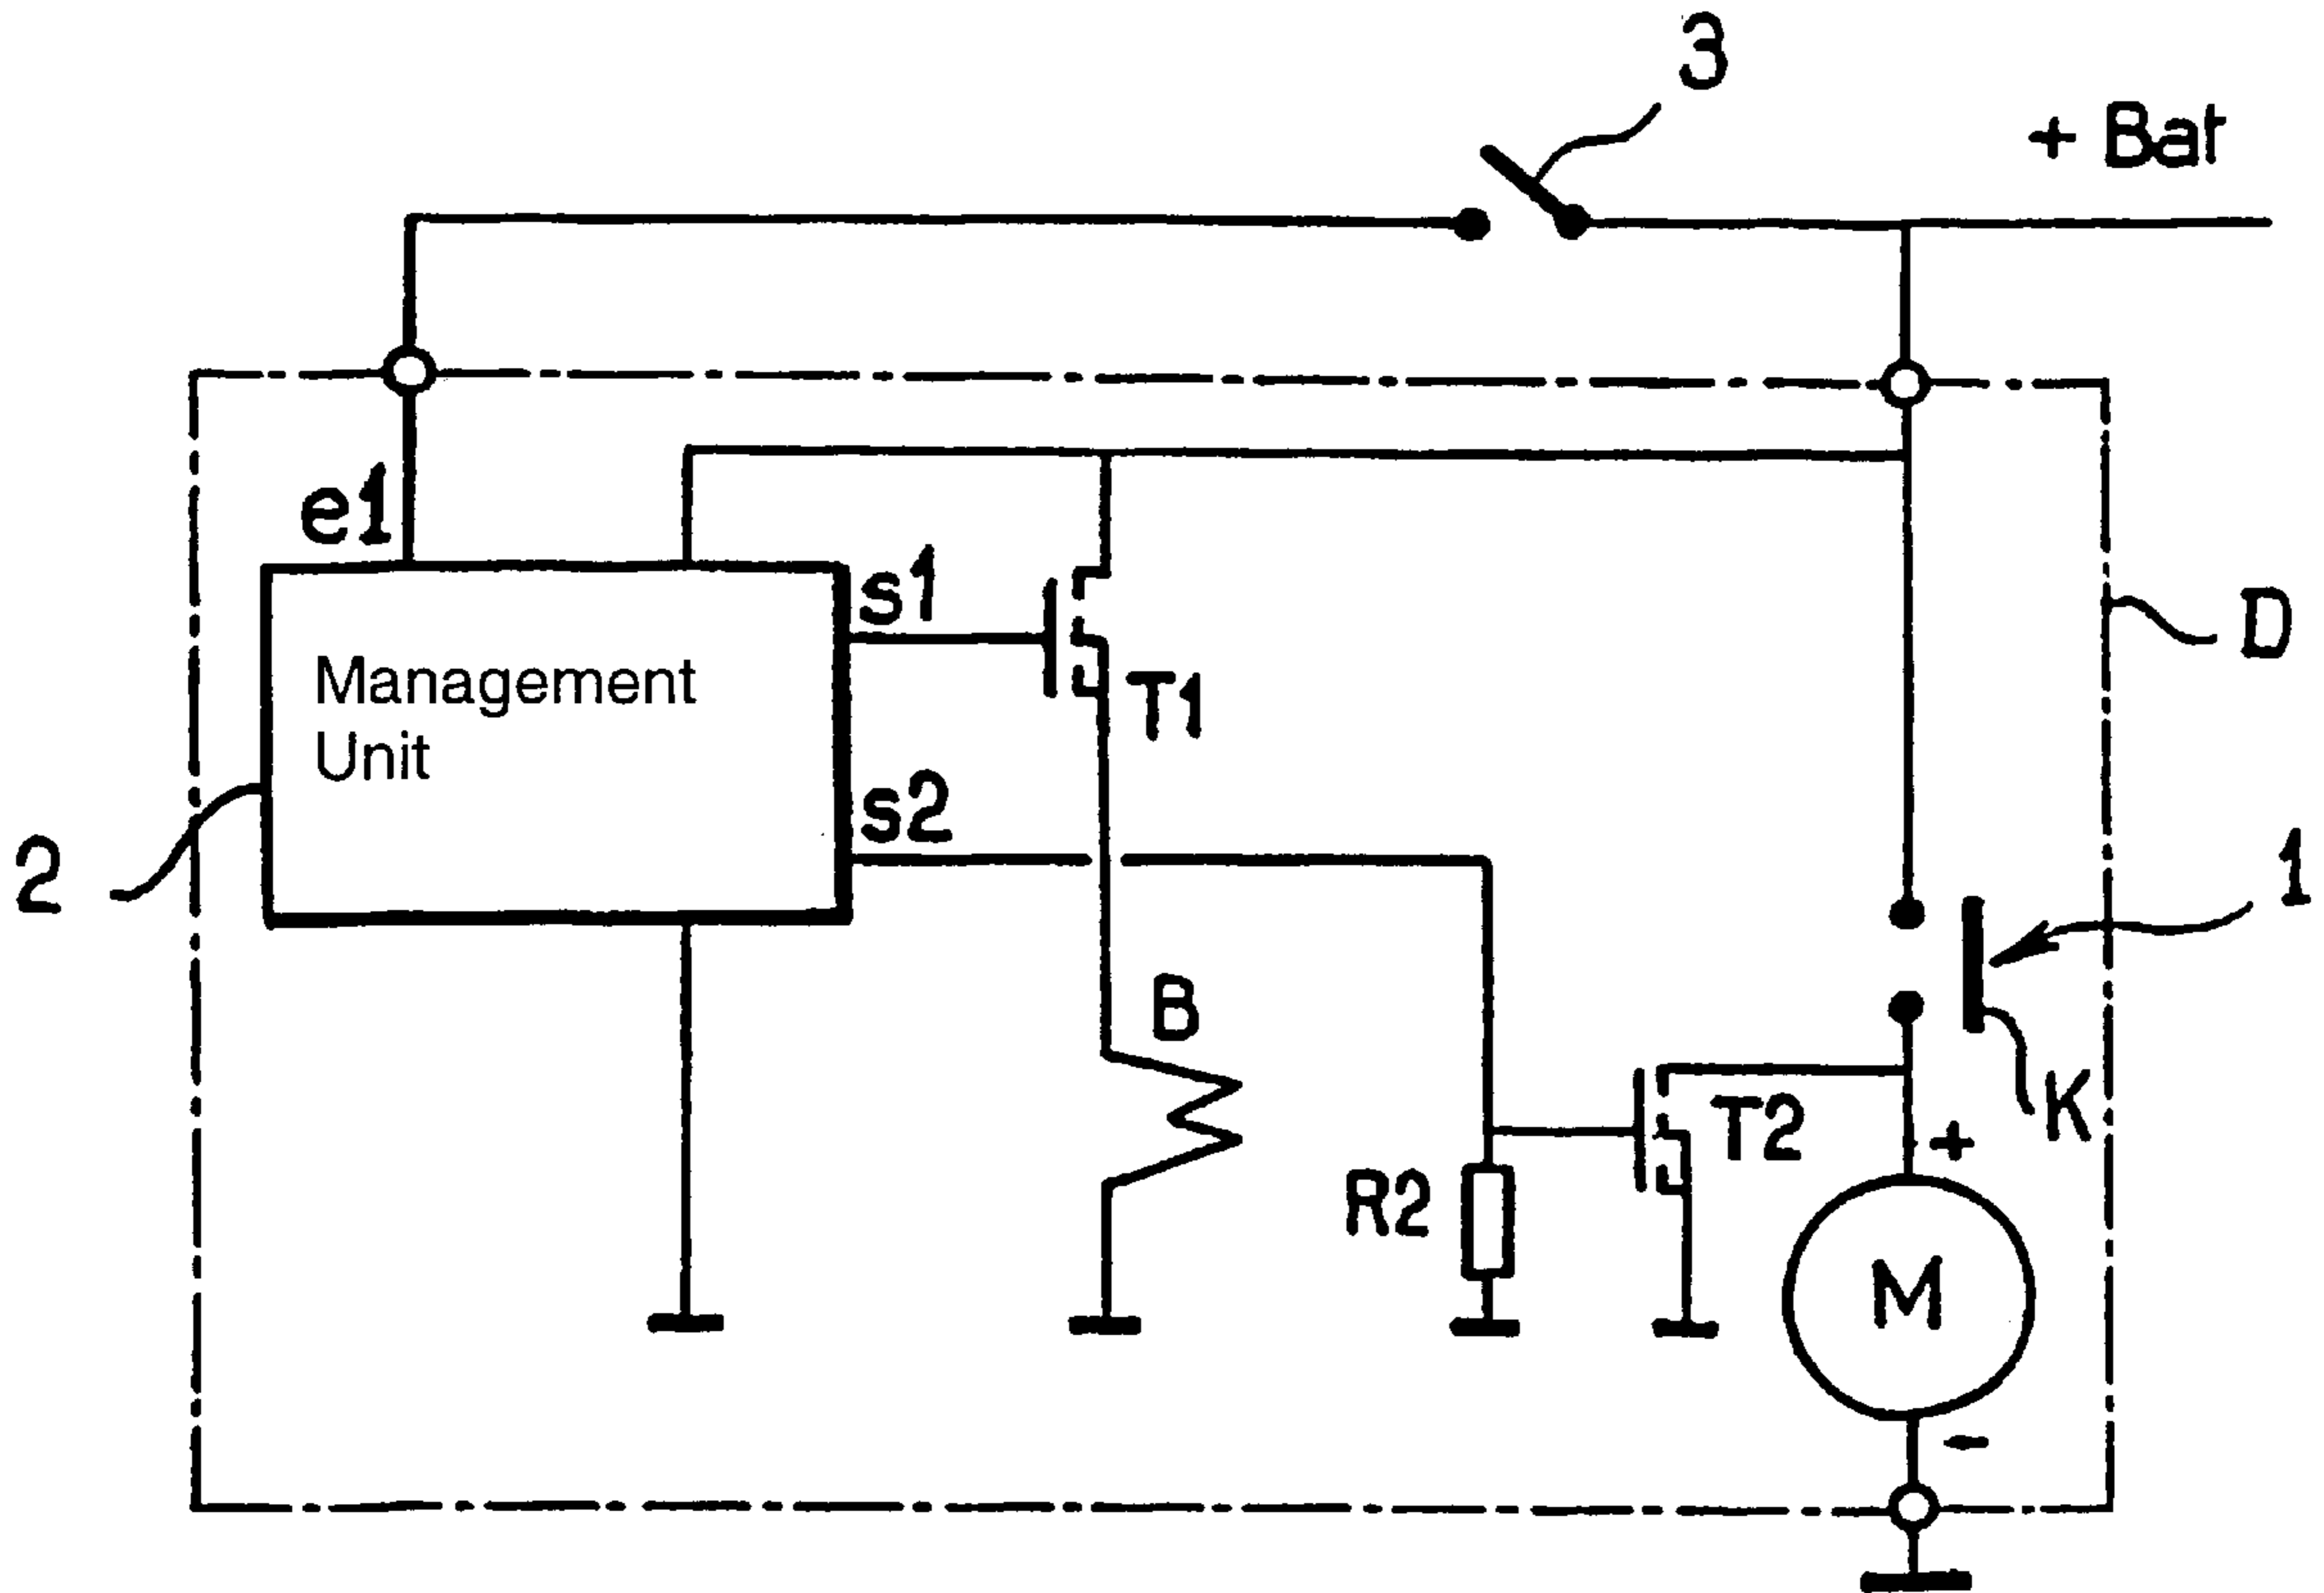 3
+ Bat
e1
s1
D
Management
Unit
T1
s2
2
1
B
K
T2
+
R2
M
-